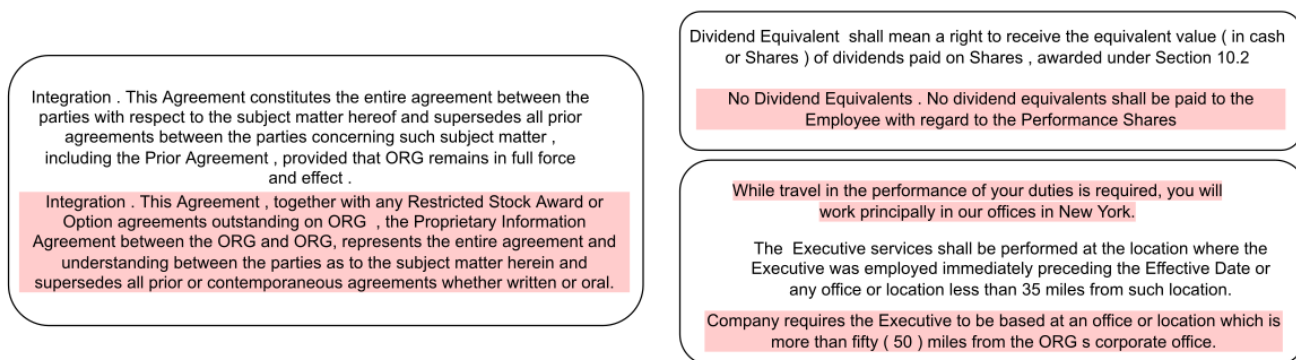 Integration . This Agreement constitutes the entire agreement between the
parties with respect to the subject matter hereof and supersedes all prior
agreements between the parties concerning such subject matter ,
including the Prior Agreement , provided that ORG remains in full force
and effect .
Integration . This Agreement , together with any Restricted Stock Award or
Option agreements outstanding on ORG , the Proprietary Information
Agreement between the ORG and ORG, represents the entire agreement and
understanding between the parties as to the subject matter herein and
supersedes all prior or contemporaneous agreements whether written or oral.
Dividend Equivalent shall mean a right to receive the equivalent value ( in cash
or Shares ) of dividends paid on Shares , awarded under Section 10.2
No Dividend Equivalents . No dividend equivalents shall be paid to the
Employee with regard to the Performance Shares
While travel in the performance of your duties is required, you will
work principally in our offices in New York.
The Executive services shall be performed at the location where the
Executive was employed immediately preceding the Effective Date or
any office or location less than 35 miles from such location.
Company requires the Executive to be based at an office or location which is
more than fifty ( 50 ) miles from the ORG s corporate office.